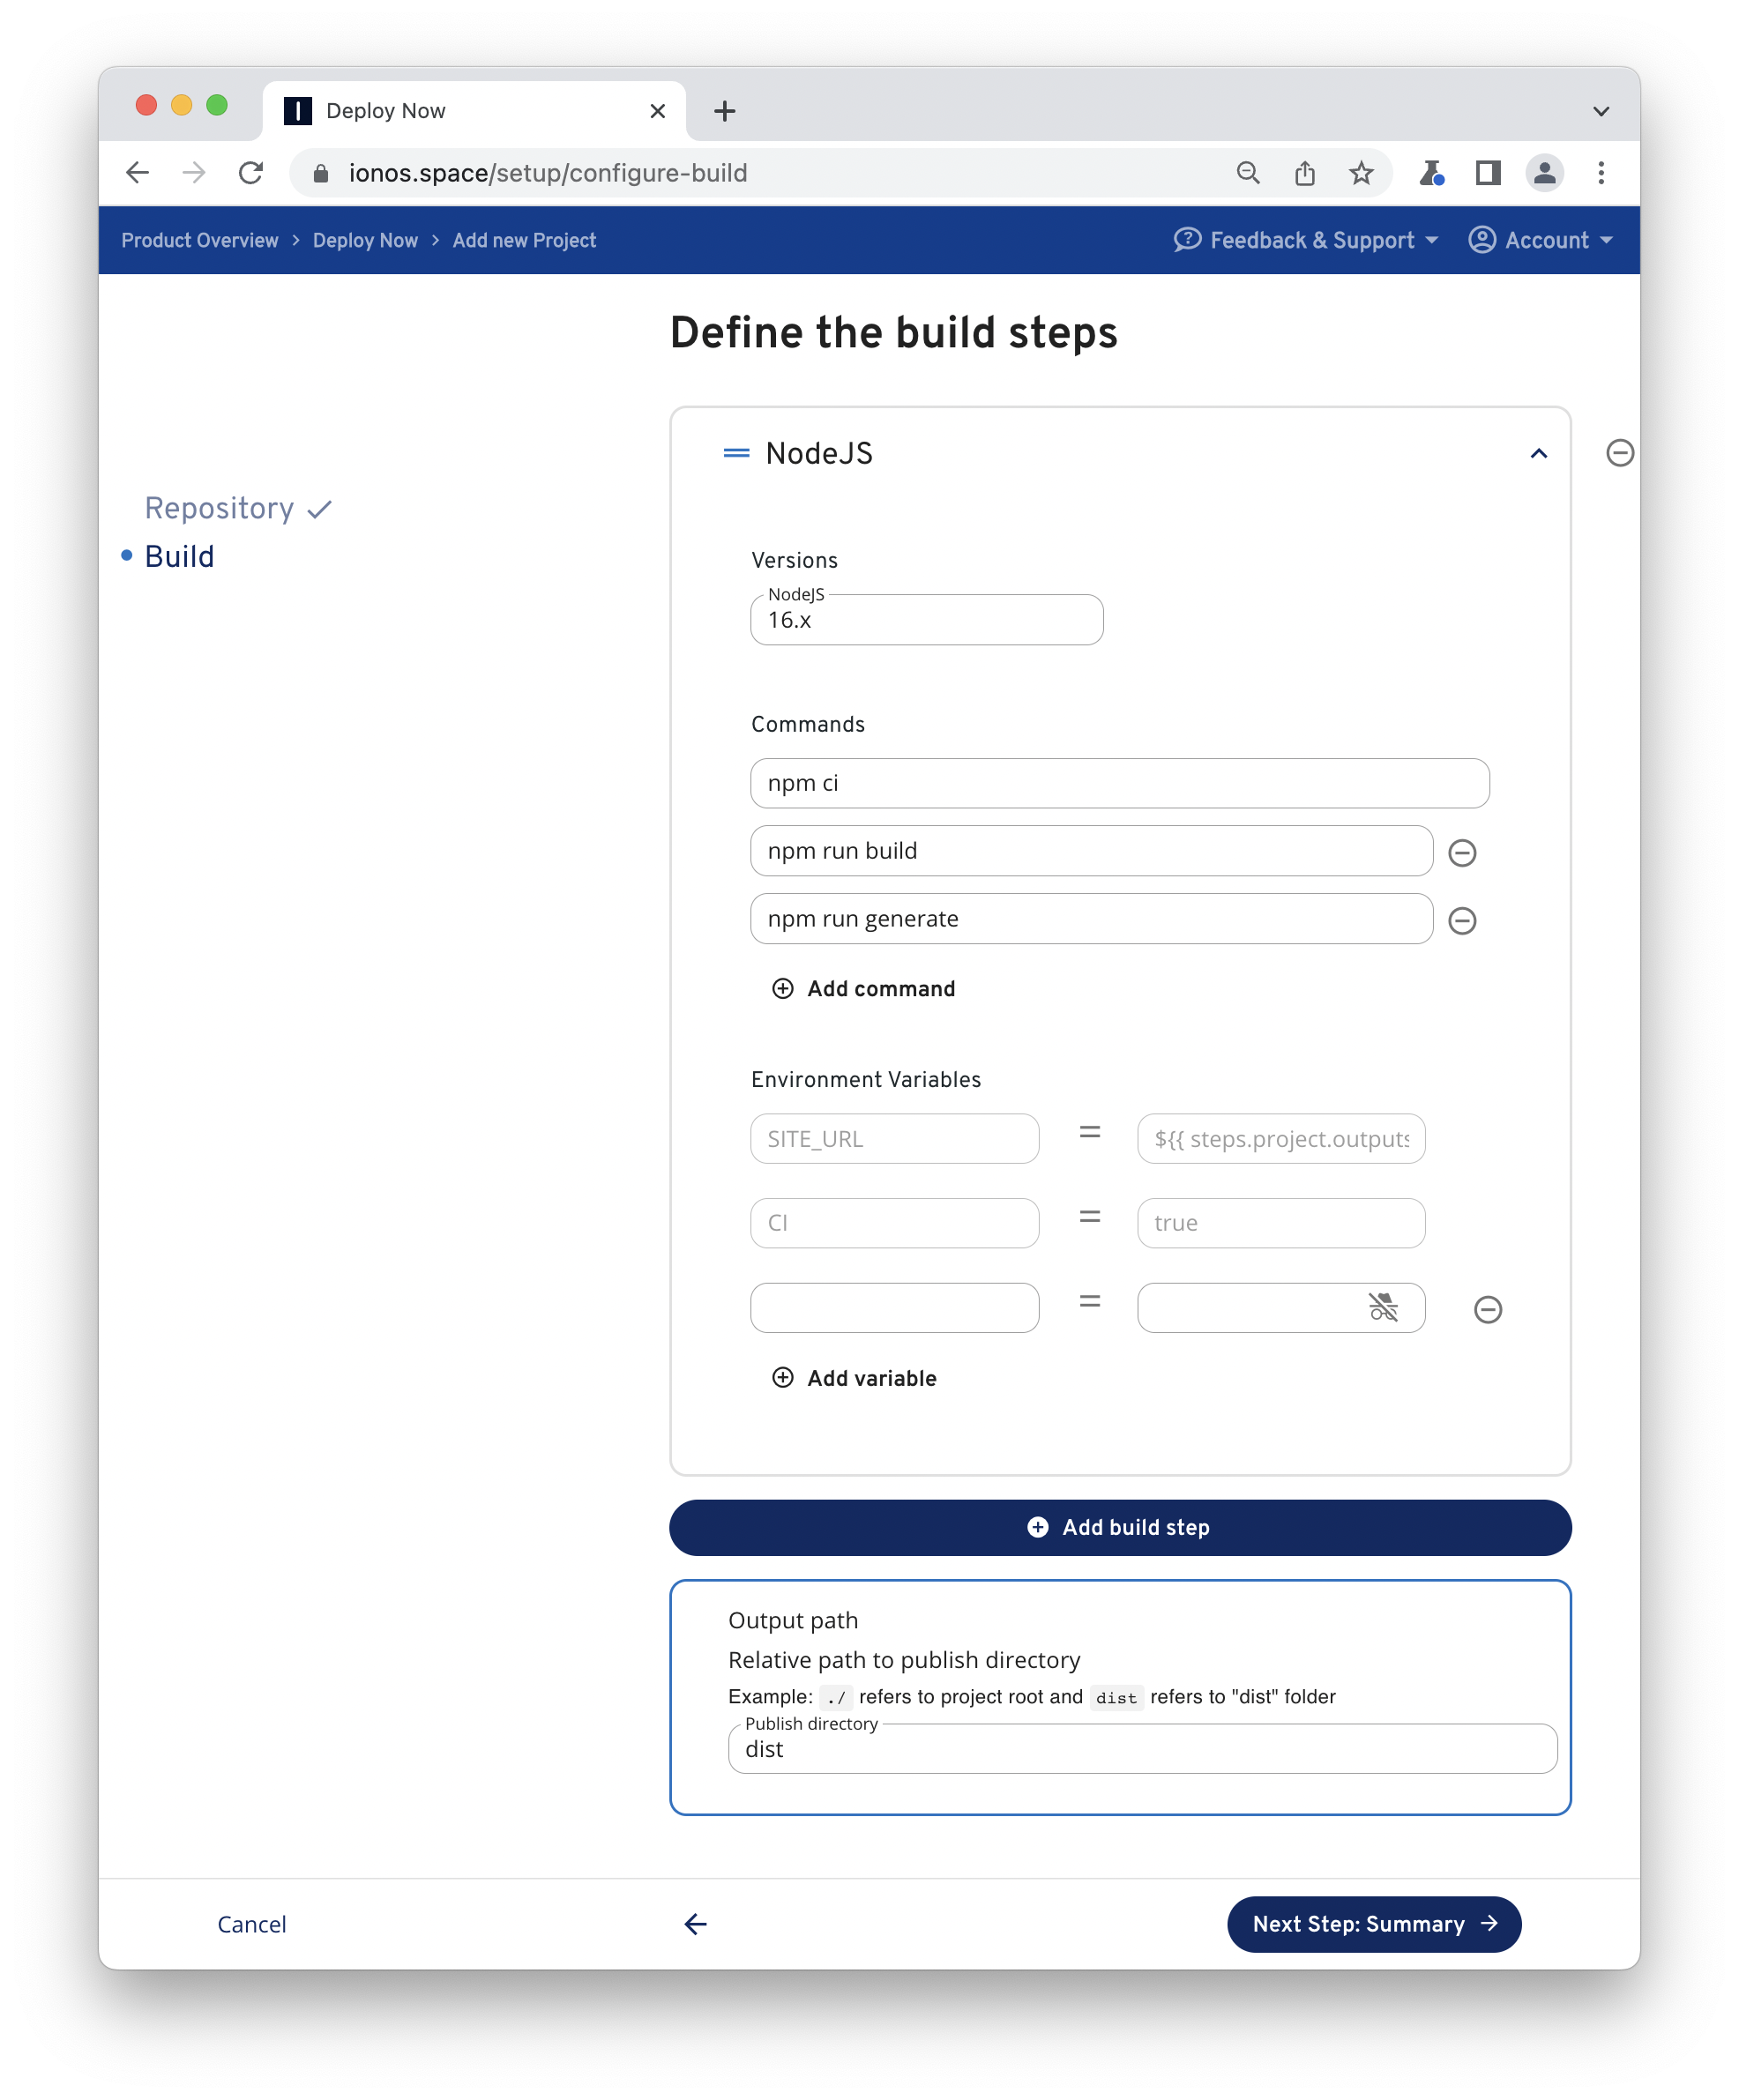 Deploy Now
ionos.space/setup/configure-build
Product Overview > Deploy Now > Add new Project
Feedback & Support
Account
Define the build steps
Repository
Build
NodeJS
Versions
NodeJS
16.x
Commands
npm ci
npm run build
npm run generate
Add command
Environment Variables
SITE_URL = ${{ steps.project.outputs
CI = true
=
Add variable
Add build step
Output path
Relative path to publish directory
Example: ./ refers to project root and dist refers to "dist" folder
Publish directory
dist
Cancel
Next Step: Summary